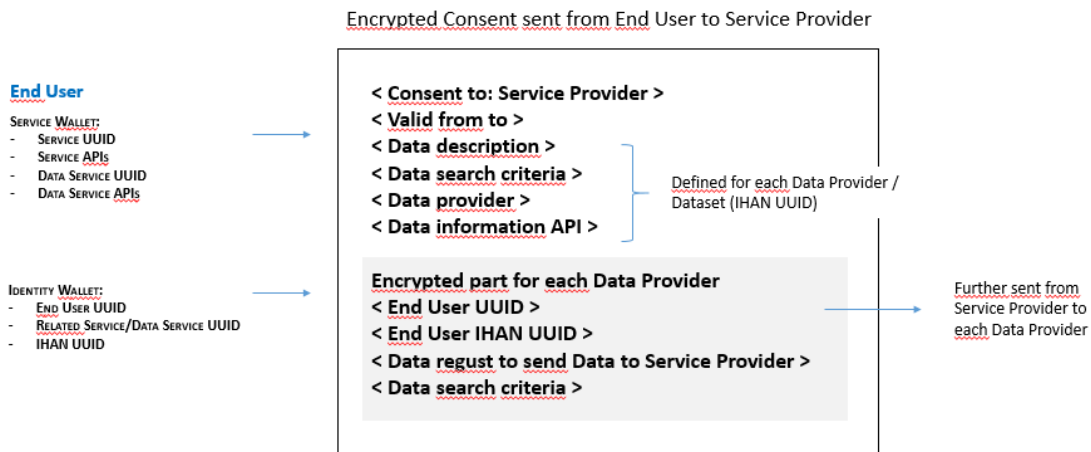 Encrypted Consent sent from End User to Service Provider
End User
SERVICE WALLET:
- SERVICE UUID
- SERVICE APIS
- DATA SERVICE UUID
- DATA SERVICE APIS
< Consent to: Service Provider >
< Valid from to >
< Data description >
< Data search criteria >
< Data provider >
< Data information API >
Defined for each Data Provider /
Dataset (IHAN UUID)
IDENTITY WALLET:
- END USER UUID
- RELATED SERVICE/DATA SERVICE UUID
- IHAN UUID
Encrypted part for each Data Provider
< End User UUID >
< End User IHAN UUID >
< Data regust to send Data to Service Provider >
< Data search criteria >
Further sent from
Service Provider to
each Data Provider